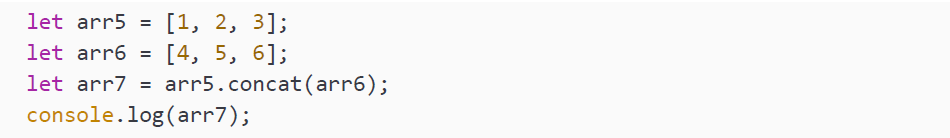 let arr5 = [1, 2, 3];
let arr6 = [4, 5, 6];
let arr7 = arr5.concat(arr6);
console.log(arr7);